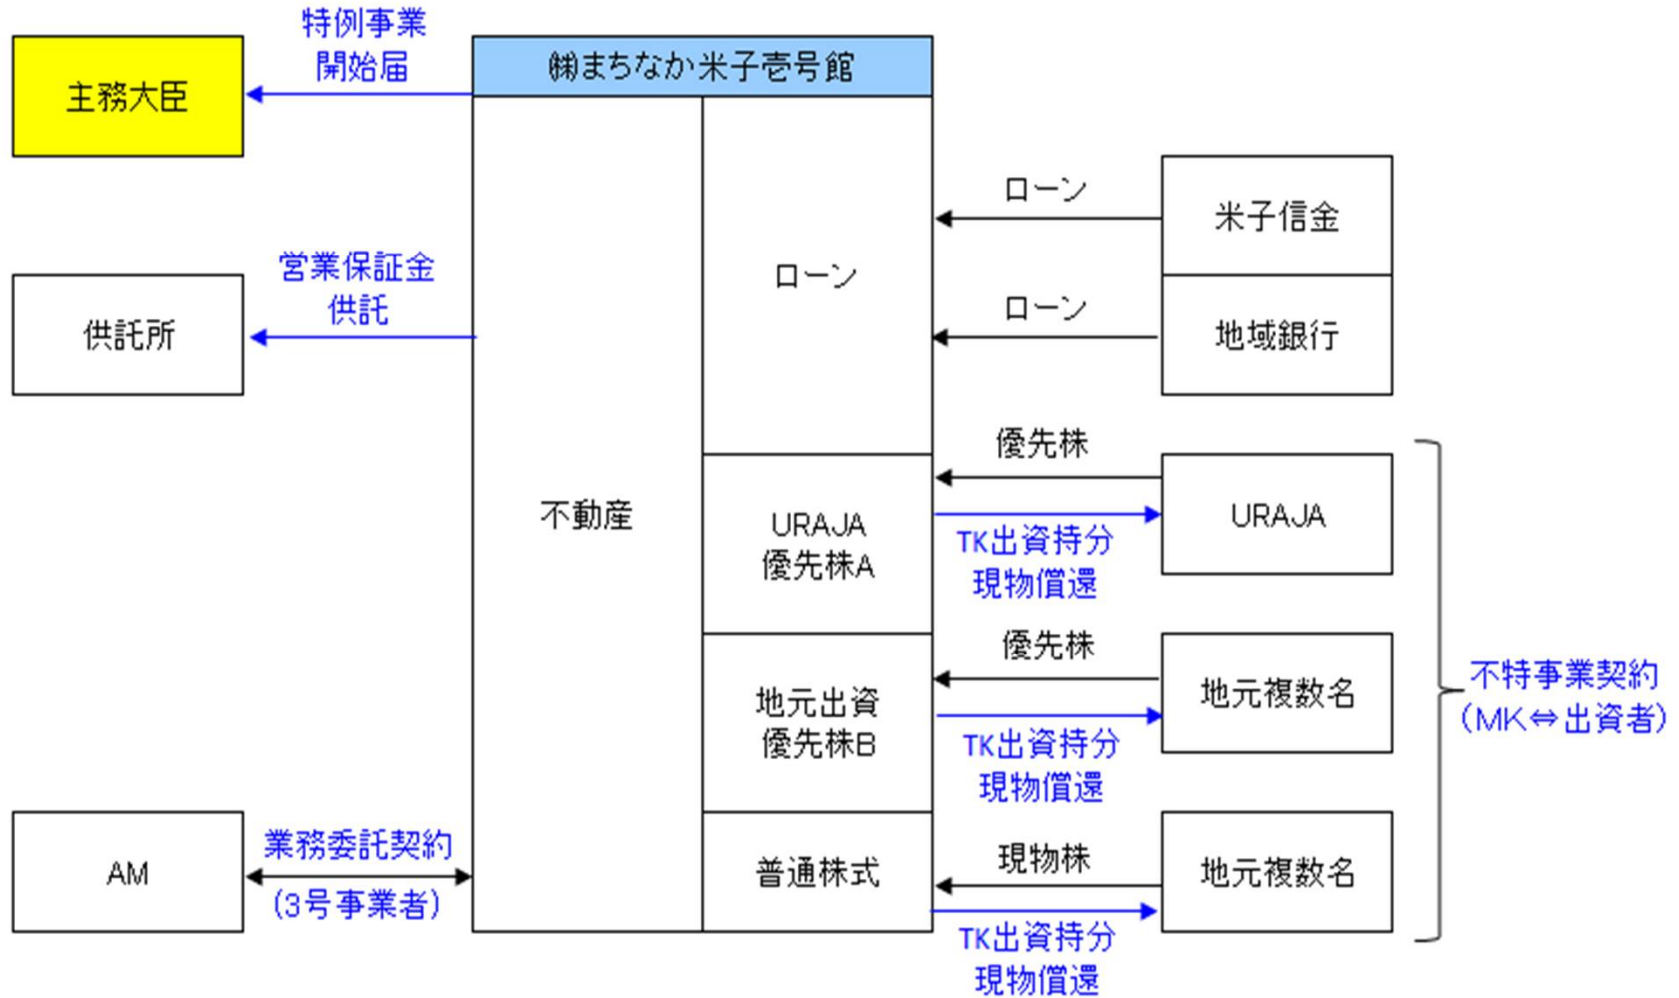 特例事業
開始届
㈱まちなか米子壱号館
主務大臣
ローン
米子信金
営業保証金
供託
供託所
ローン
ローン
地域銀行
優先株
不動産
URAJA
優先株A
URAJA
TK出資持分
現物償還
優先株
地元出資
優先株B
地元複数名
TK出資持分
現物償還
不特事業契約
(MK⇔出資者)
AM
業務委託契約
(3号事業者)
普通株式
現物株
地元複数名
TK出資持分
現物償還